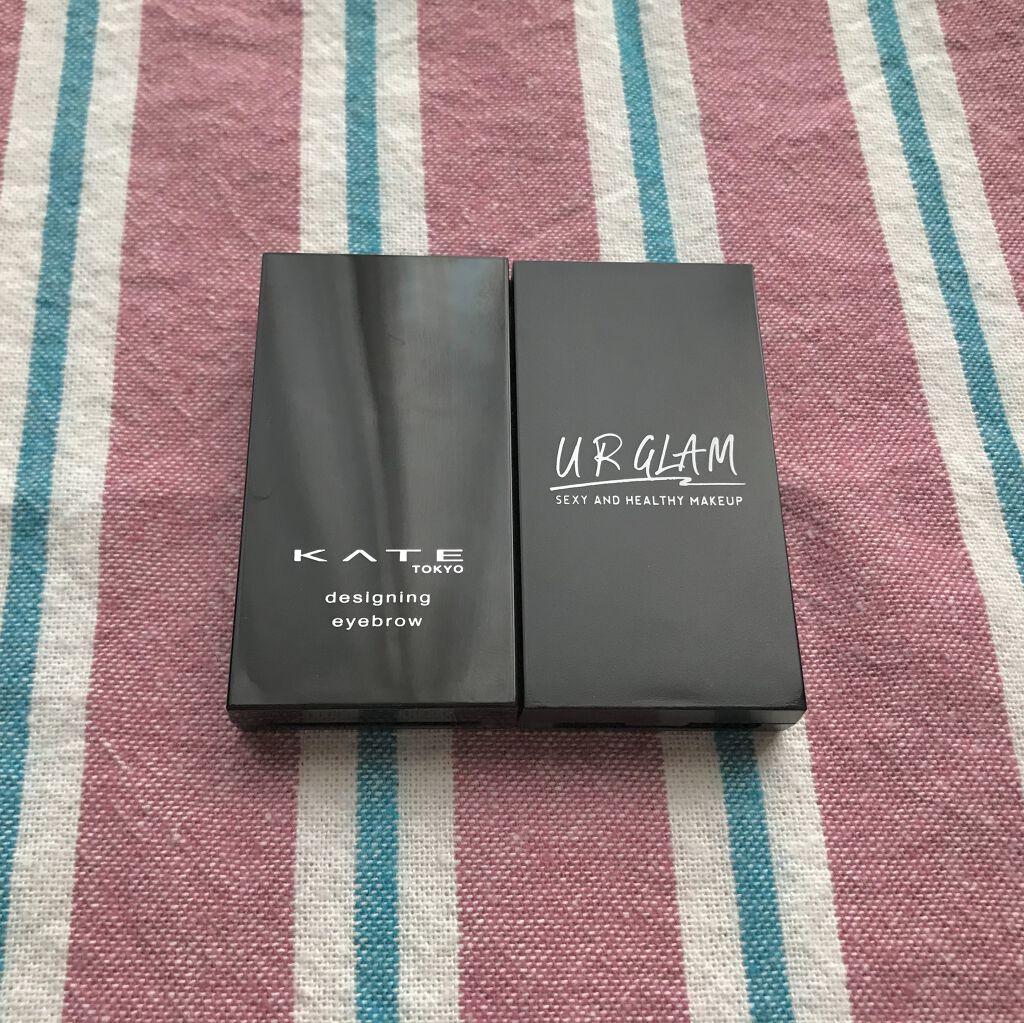 KATE
TOKYO
designing
eyebrow
UR GLAM
SEXY AND HEALTHY MAKEUP